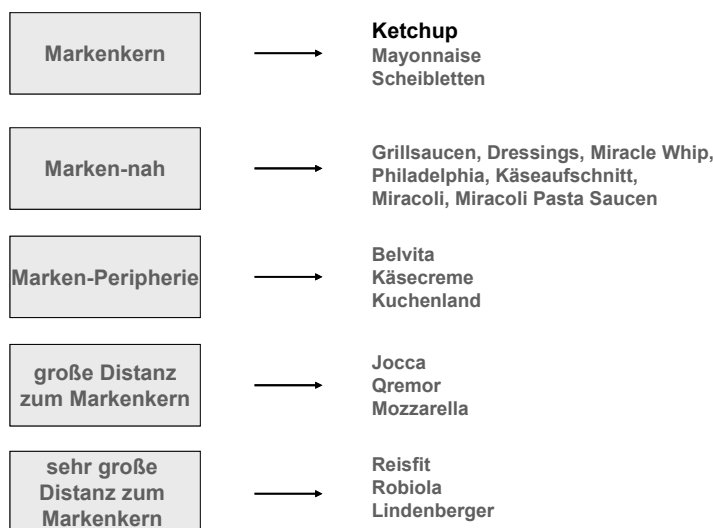 Markenkern
Ketchup
Mayonnaise
Scheibletten
Marken-nah
Grillsaucen, Dressings, Miracle Whip,
Philadelphia, Käseaufschnitt,
Miracoli, Miracoli Pasta Saucen
Marken-Peripherie
Belvita
Käsecreme
Kuchenland
große Distanz
zum Markenkern
Jocca
Qremor
Mozzarella
sehr große
Distanz zum
Markenkern
Reisfit
Robiola
Lindenberger